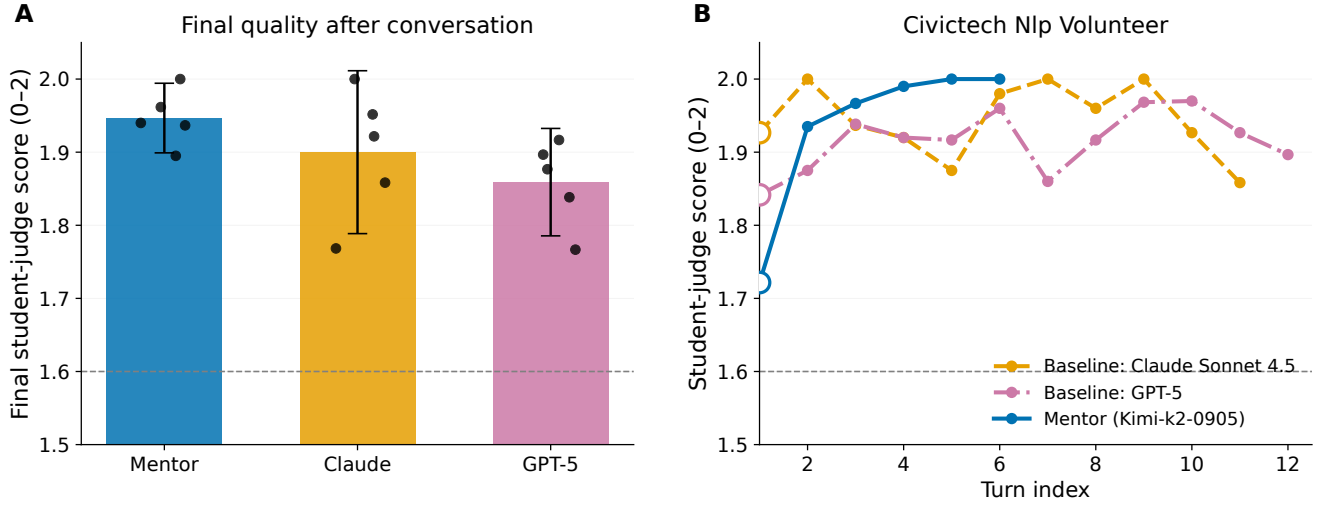 A
Final quality after conversation
Final student-judge score (0–2)
2.0
1.9
1.8
1.7
1.6
1.5
Mentor
Claude
GPT-5
B
Civictech Nlp Volunteer
Student-judge score (0–2)
2.0
1.9
1.8
1.7
1.6
1.5
Baseline: Claude Sonnet 4.5
Baseline: GPT-5
Mentor (Kimi-k2-0905)
2
4
6
8
10
12
Turn index